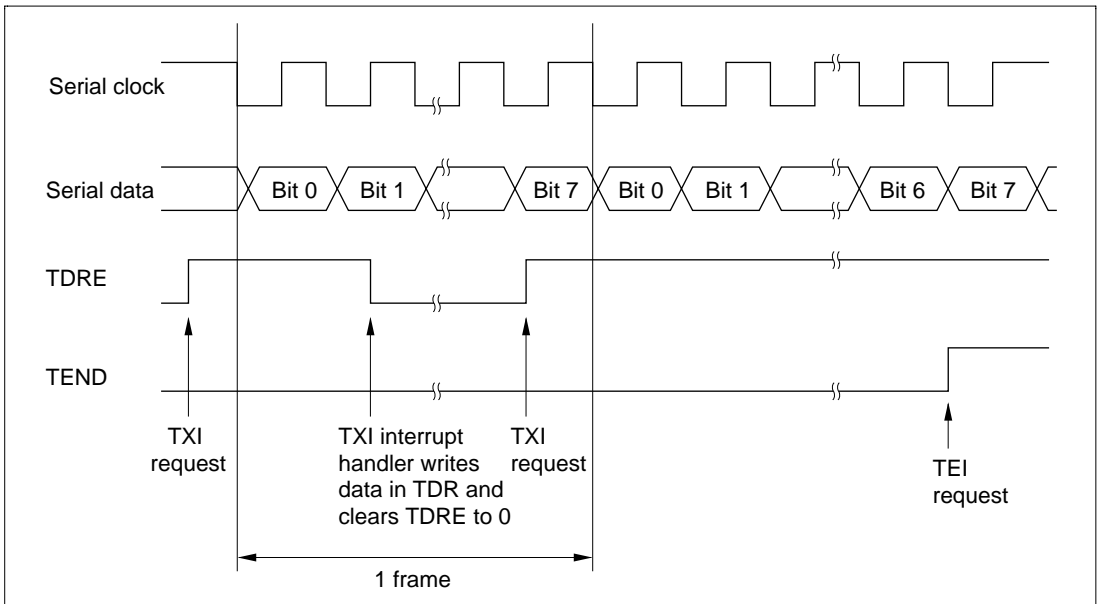 Serial clock
Serial data
Bit 0
Bit 1
Bit 7
Bit 0
Bit 1
Bit 6
Bit 7
TDRE
TEND
TXI
request
TXI interrupt
handler writes
data in TDR and
clears TDRE to 0
TXI
request
TEI
request
1 frame